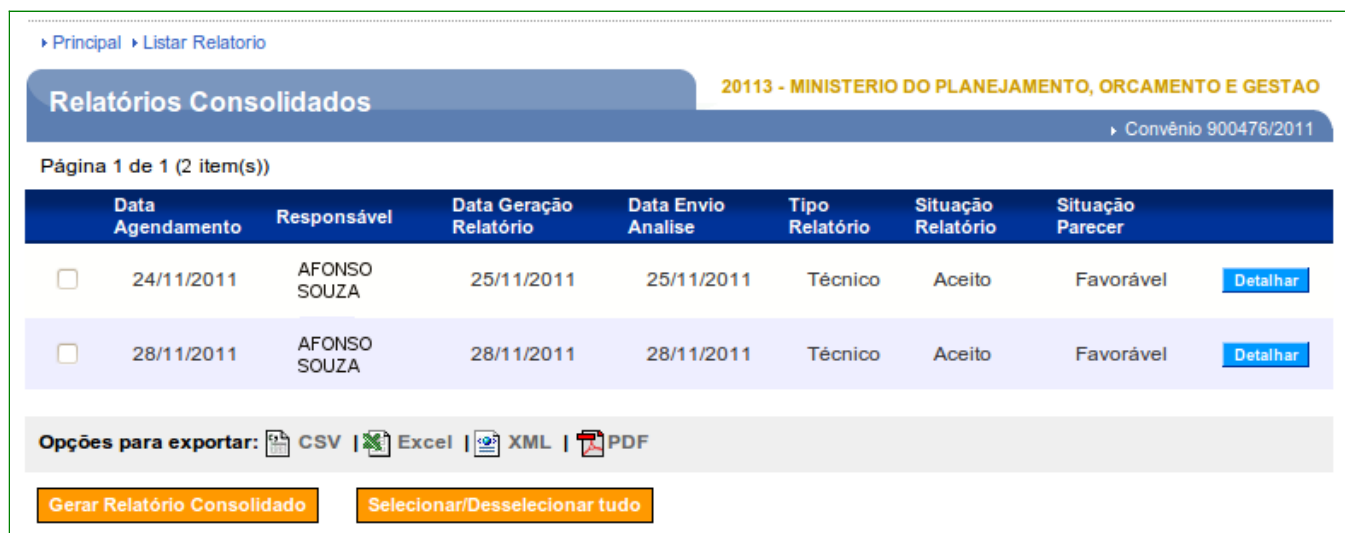 Principal Listar Relatorio
Relatórios Consolidados
20113 - MINISTERIO DO PLANEJAMENTO, ORCAMENTO E GESTAO
Convênio 900476/2011
Página 1 de 1 (2 item(s))
Data Agendamento Responsável Data Geração Relatório Data Envio Analise Tipo Relatório Situação Relatório Situação Parecer
24/11/2011 AFONSO SOUZA 25/11/2011 25/11/2011 Técnico Aceito Favorável Detalhar
28/11/2011 AFONSO SOUZA 28/11/2011 28/11/2011 Técnico Aceito Favorável Detalhar
Opções para exportar: CSV | Excel | XML | PDF
Gerar Relatório Consolidado Selecionar/Desselecionar tudo